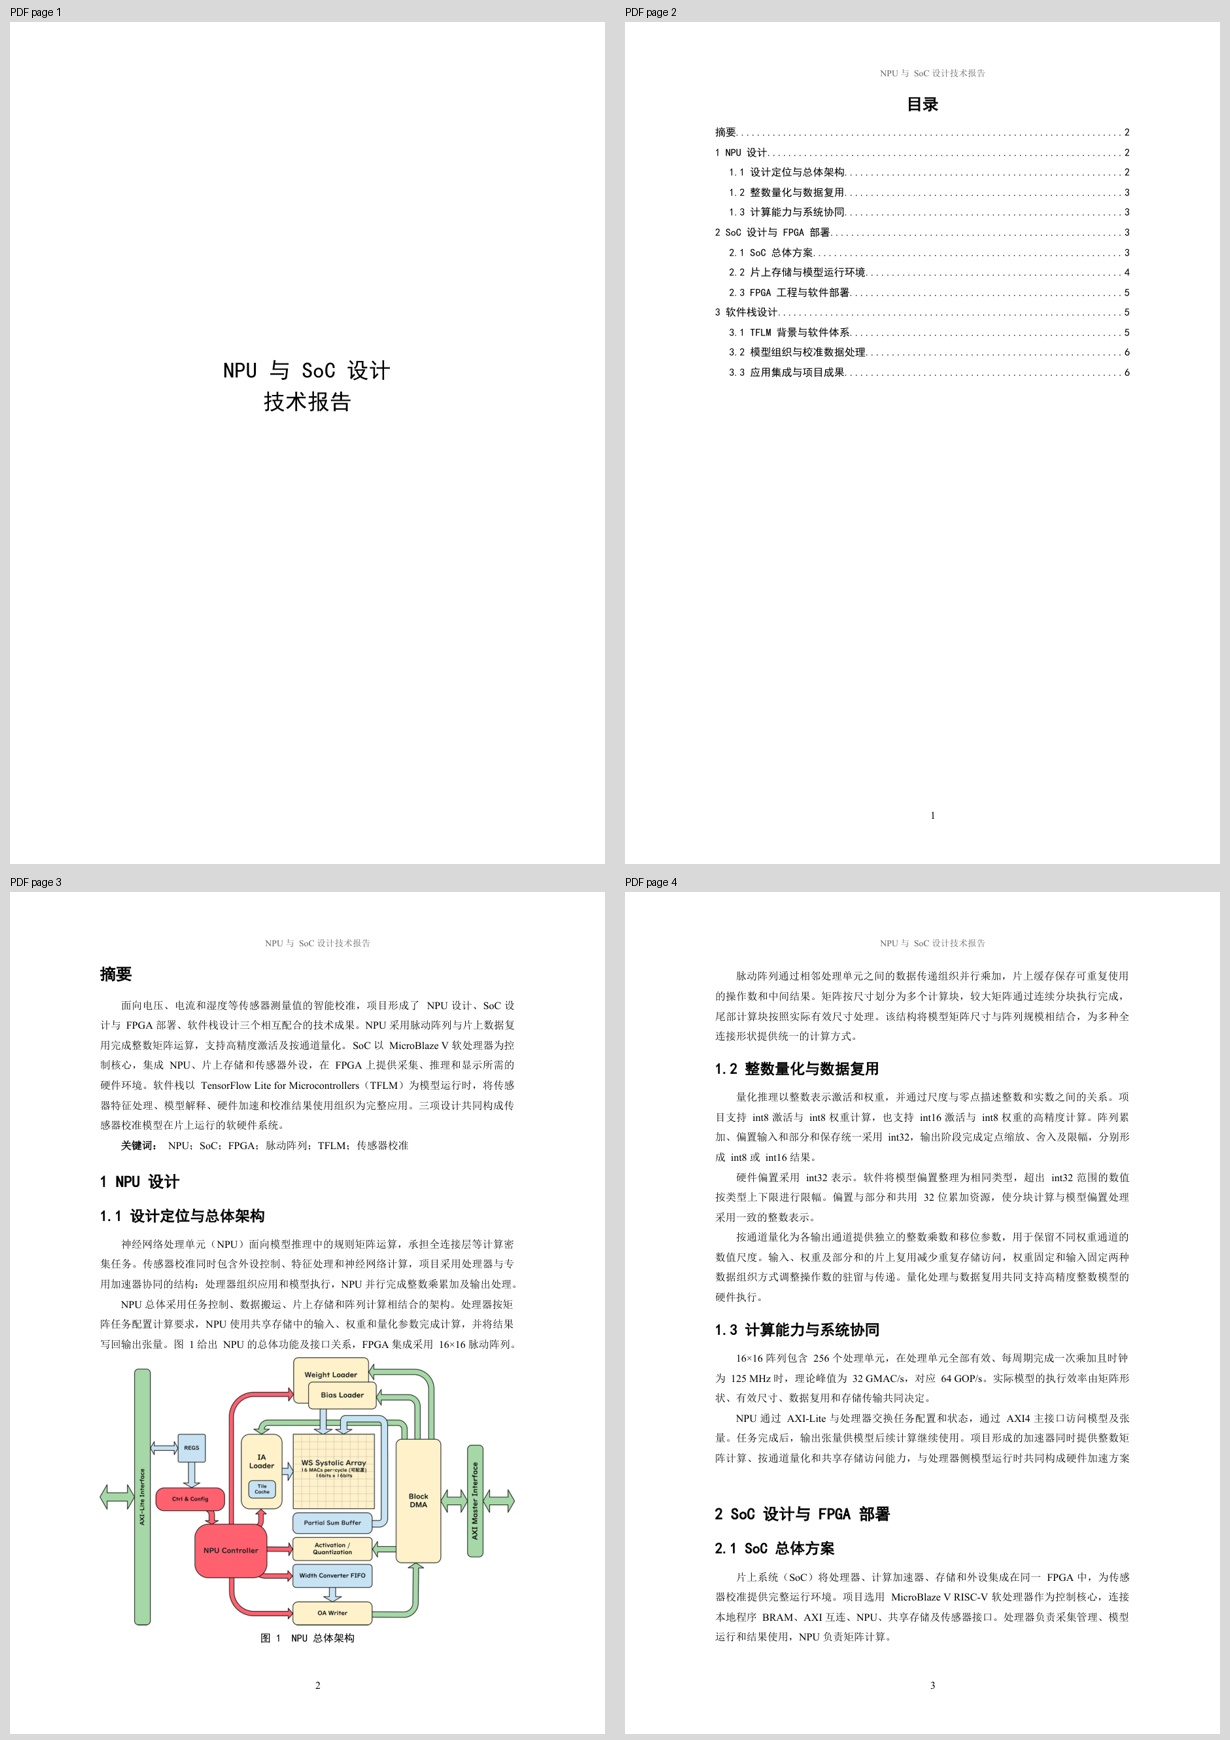 PDF page 1
NPU 与 SoC 设计
技术报告
PDF page 2
NPU 与 SoC 设计技术报告
目录
摘要 2
1 NPU 设计 2
1.1 设计定位与总体架构 2
1.2 整数量化与数据复用 3
1.3 计算能力与系统协同 3
2 SoC 设计与 FPGA 部署 3
2.1 SoC 总体方案 3
2.2 片上存储与模型运行环境 4
2.3 FPGA 工程与软件部署 5
3 软件栈设计 5
3.1 TFLM 背景与软件体系 5
3.2 模型组织与校准数据处理 6
3.3 应用集成与项目成果 6
1
PDF page 3
NPU 与 SoC 设计技术报告
摘要
面向电压、电流和湿度等传感器测量值的智能校准，项目形成了 NPU 设计、SoC 设
计与 FPGA 部署、软件栈设计三个相互配合的技术成果。NPU 采用脉动阵列与片上数据复
用完成整数矩阵运算，支持高精度激活及按通道量化。SoC 以 MicroBlaze V 软处理器为控
制核心，集成 NPU、片上存储和传感器外设，在 FPGA 上提供采集、推理和显示所需的
硬件环境。软件栈以 TensorFlow Lite for Microcontrollers（TFLM）为模型运行时，将传感
器特征处理、模型解释、硬件加速和校准结果使用组织为完整应用。三项设计共同构成传
感器校准模型在片上运行的软硬件系统。
关键词： NPU；SoC；FPGA；脉动阵列；TFLM；传感器校准
1 NPU 设计
1.1 设计定位与总体架构
神经网络处理单元（NPU）面向模型推理中的规则矩阵运算，承担全连接层等计算密
集任务。传感器校准同时包含外设控制、特征处理和神经网络计算，项目采用处理器与专
用加速器协同的结构：处理器组织应用和模型执行，NPU 并行完成整数乘累加及输出处理。
NPU 总体采用任务控制、数据搬运、片上存储和阵列计算相结合的架构。处理器按矩
阵任务配置计算要求，NPU 使用共享存储中的输入、权重和量化参数完成计算，并将结果
写回输出张量。图 1 给出 NPU 的总体功能及接口关系，FPGA 集成采用 16×16 脉动阵列。
Weight Loader
Bias Loader
AXI-Lite Interface
REGS
Ctrl & Config
NPU Controller
IA
Loader
Tile
Cache
WS Systolic Array
16 MACs per-cycle (可配置)
16bits x 16bits
Partial Sum Buffer
Activation /
Quantization
Width Converter FIFO
OA Writer
Block
DMA
AXI Master Interface
图 1 NPU 总体架构
2
PDF page 4
NPU 与 SoC 设计技术报告
脉动阵列通过相邻处理单元之间的数据传递组织并行乘加，片上缓存保存可重复使用
的操作数和中间结果。矩阵按尺寸划分为多个计算块，较大矩阵通过连续分块执行完成，
尾部计算块按照实际有效尺寸处理。该结构将模型矩阵尺寸与阵列规模相结合，为多种全
连接形状提供统一的计算方式。
1.2 整数量化与数据复用
量化推理以整数表示激活和权重，并通过尺度与零点描述整数和实数之间的关系。项
目支持 int8 激活与 int8 权重计算，也支持 int16 激活与 int8 权重的高精度计算。阵列累
加、偏置输入和部分和保存统一采用 int32，输出阶段完成定点缩放、舍入及限幅，分别形
成 int8 或 int16 结果。
硬件偏置采用 int32 表示。软件将模型偏置整理为相同类型，超出 int32 范围的数值
按类型上下限进行限幅。偏置与部分和共用 32 位累加资源，使分块计算与模型偏置处理
采用一致的整数表示。
按通道量化为各输出通道提供独立的整数乘数和移位参数，用于保留不同权重通道的
数值尺度。输入、权重及部分和的片上复用减少重复存储访问，权重固定和输入固定两种
数据组织方式调整操作数的驻留与传递。量化处理与数据复用共同支持高精度整数模型的
硬件执行。
1.3 计算能力与系统协同
16×16 阵列包含 256 个处理单元，在处理单元全部有效、每周期完成一次乘加且时钟
为 125 MHz 时，理论峰值为 32 GMAC/s，对应 64 GOP/s。实际模型的执行效率由矩阵形
状、有效尺寸、数据复用和存储传输共同决定。
NPU 通过 AXI-Lite 与处理器交换任务配置和状态，通过 AXI4 主接口访问模型及张
量。任务完成后，输出张量供模型后续计算继续使用。项目形成的加速器同时提供整数矩
阵计算、按通道量化和共享存储访问能力，与处理器侧模型运行时共同构成硬件加速方案
2 SoC 设计与 FPGA 部署
2.1 SoC 总体方案
片上系统（SoC）将处理器、计算加速器、存储和外设集成在同一 FPGA 中，为传感
器校准提供完整运行环境。项目选用 MicroBlaze V RISC-V 软处理器作为控制核心，连接
本地程序 BRAM、AXI 互连、NPU、共享存储及传感器接口。处理器负责采集管理、模型
运行和结果使用，NPU 负责矩阵计算。
3